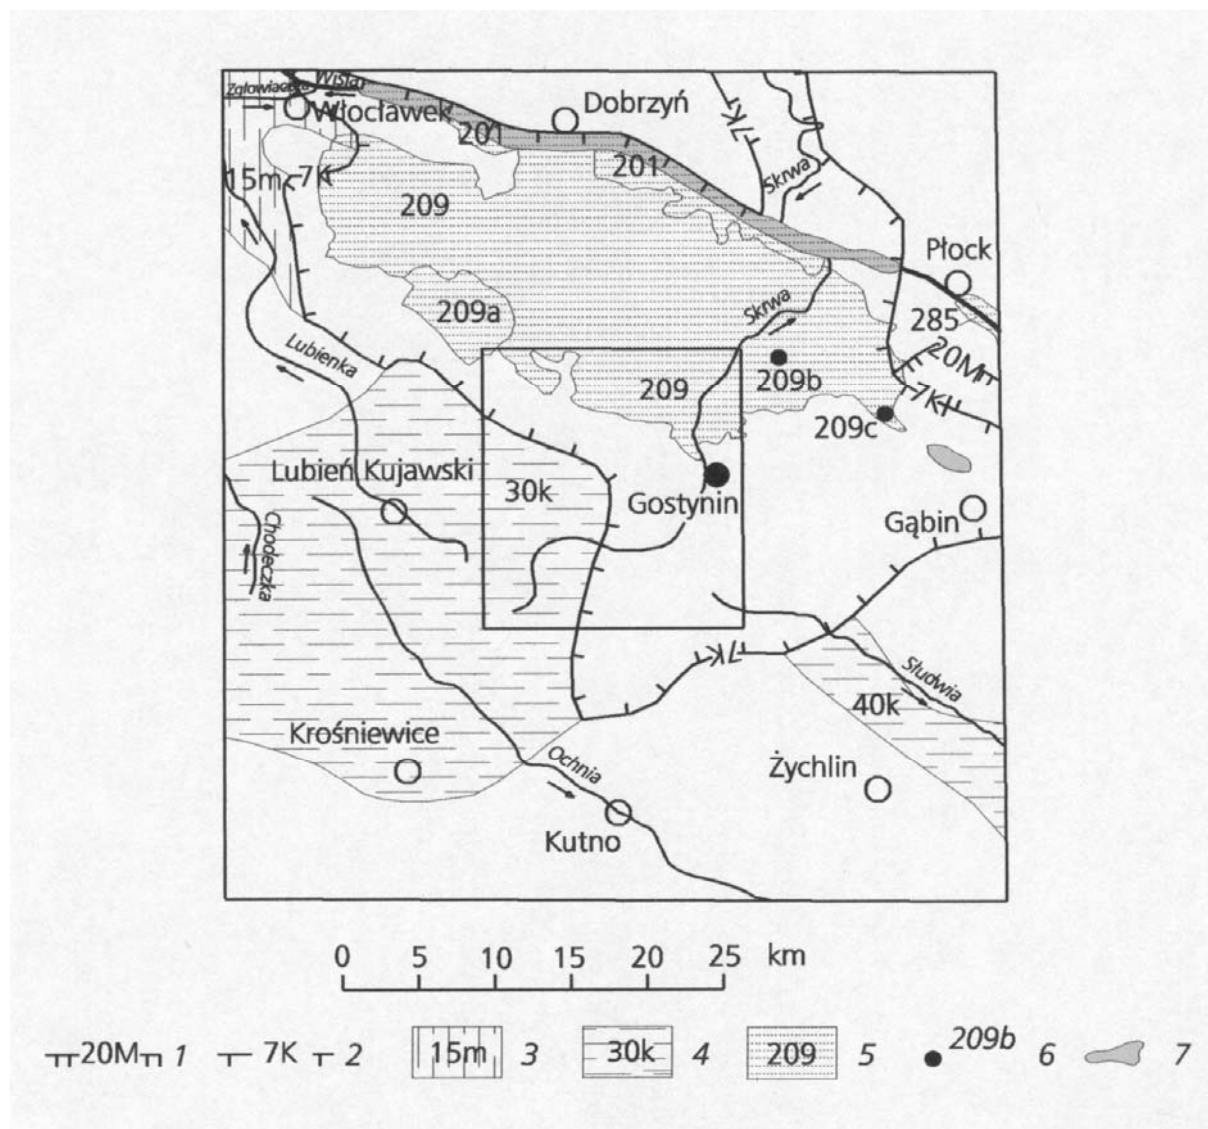 Zgłowiączka
Wisła
Włocławek
Dobrzyń
201
201
7K
Skrwa
15m
7K
209
Płock
209a
Skrwa
285
Lubienka
20M
209
209b
7K
209c
Lubień Kujawski
30k
Gostynin
Gąbin
Chodeczka
7K
Słudwia
40k
Krośniewice
Ochnia
Żychlin
Kutno
0 5 10 15 20 25 km
20M 1 7K 2 15m 3 30k 4 209 5 209b 6 7